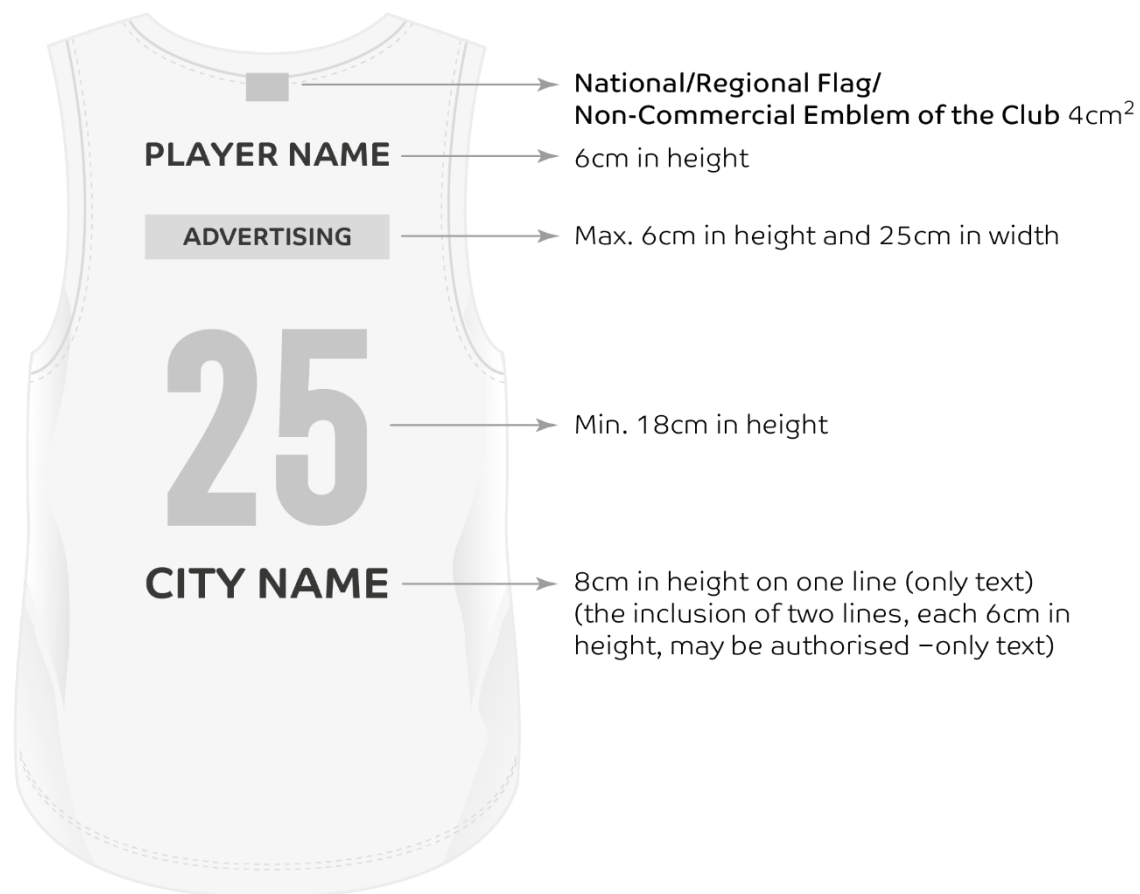 National/Regional Flag/
Non-Commercial Emblem of the Club 4cm²
PLAYER NAME
6cm in height
ADVERTISING
Max. 6cm in height and 25cm in width
25
Min. 18cm in height
CITY NAME
8cm in height on one line (only text)
(the inclusion of two lines, each 6cm in
height, may be authorised –only text)